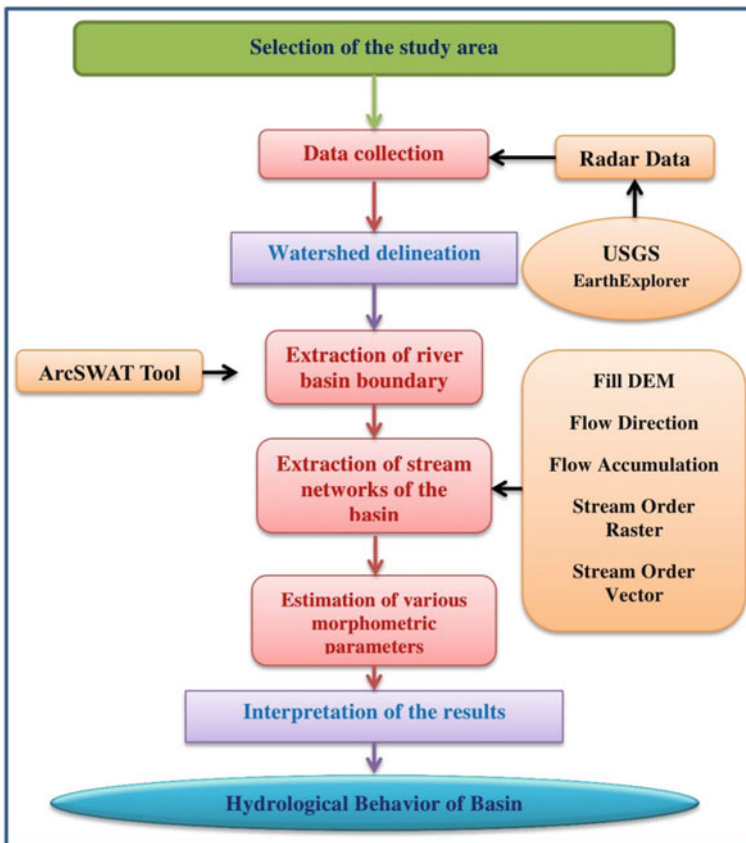 Selection of the study area
Data collection
Radar Data
USGS
EarthExplorer
Watershed delineation
ArcSWAT Tool
Extraction of river
basin boundary
Extraction of stream
networks of the
basin
Fill DEM
Flow Direction
Flow Accumulation
Stream Order
Raster
Stream Order
Vector
Estimation of various
morphometric
parameters
Interpretation of the results
Hydrological Behavior of Basin